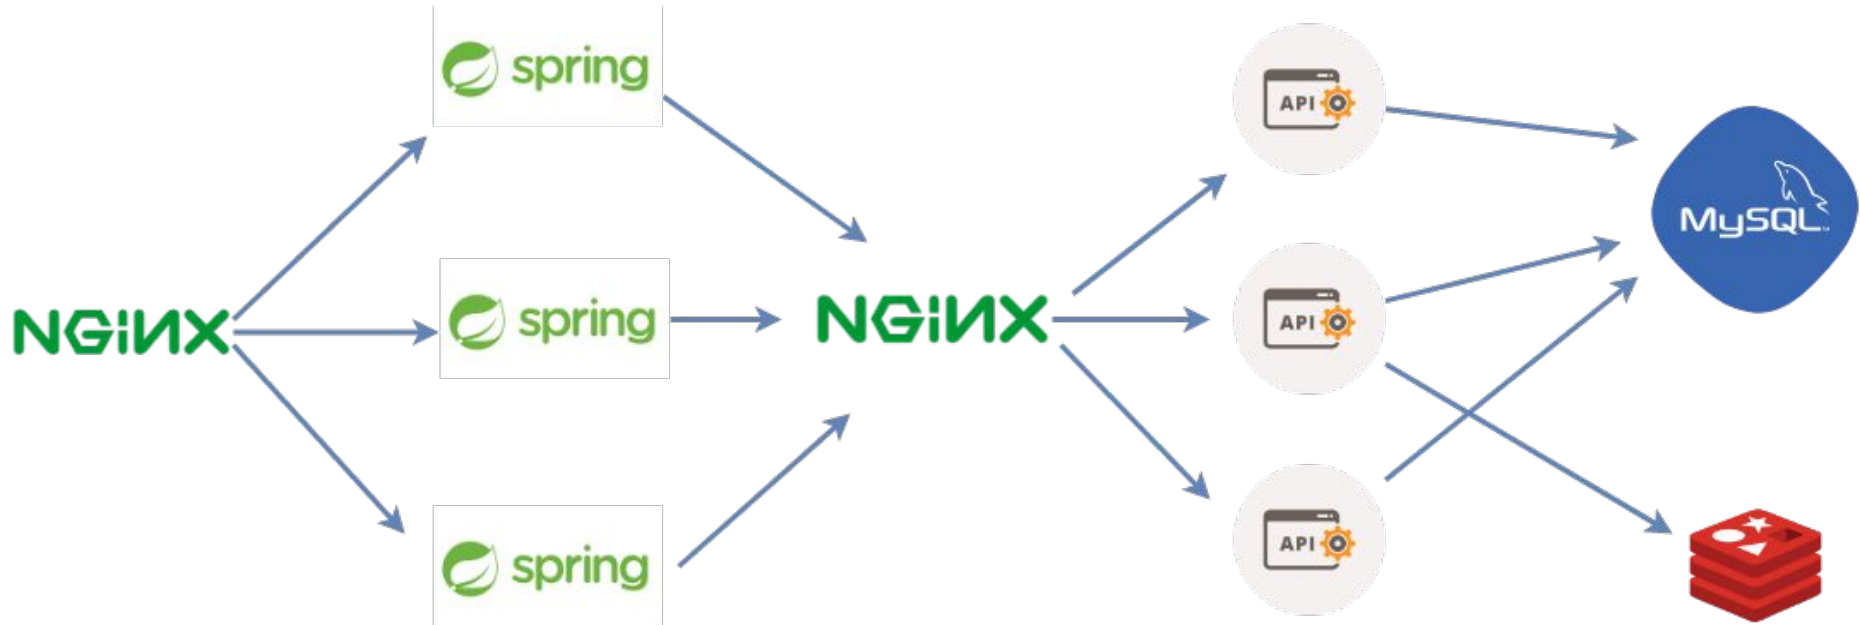 spring
API
NGiNX
spring
NGiNX
API
MySQL
spring
API